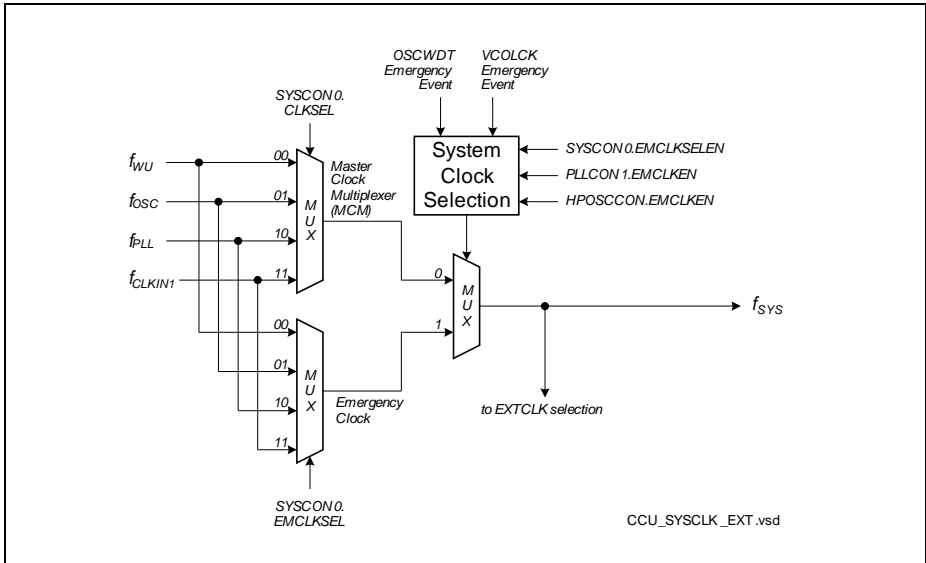 OSCWDT
Emergency
Event
VCOLCK
Emergency
Event
SYSCON0.
CLKSEL
System
Clock
Selection
SYSCON0.EMCLKSELEN
PLLCON1.EMCLKEN
HPOSCCON.EMCLKEN
fWU
fOSC
fPLL
fCLKIN1
00
01
10
11
M
U
X
Master
Clock
Multiplexer
(MCM)
0
1
M
U
X
fSYS
00
01
10
11
M
U
X
Emergency
Clock
to EXTCLK selection
SYSCON0.
EMCLKSEL
CCU_SYSCLK_EXT.vsd